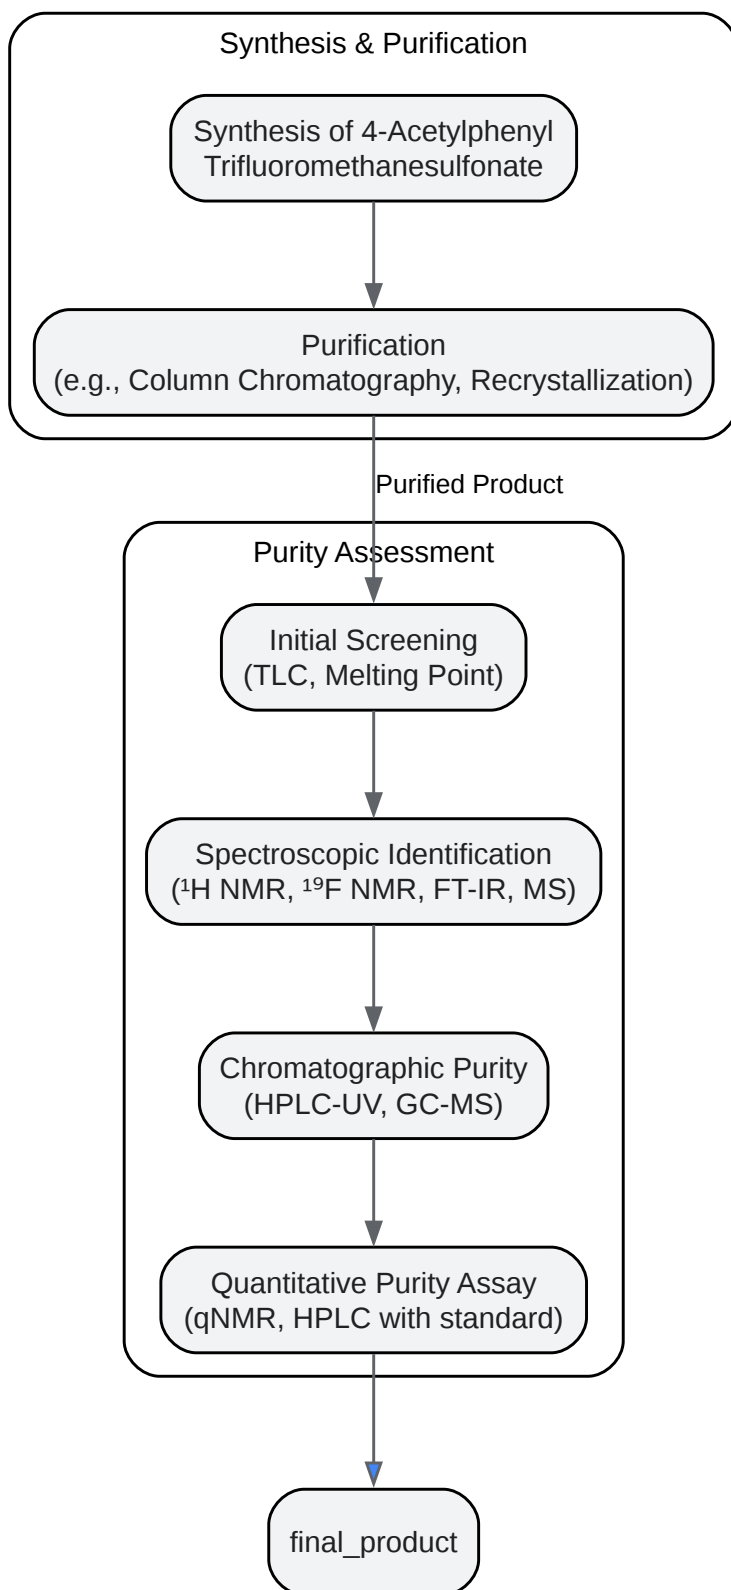 Synthesis & Purification
Synthesis of 4-Acetylphenyl
Trifluoromethanesulfonate
Purification
(e.g., Column Chromatography, Recrystallization)
Purified Product
Purity Assessment
Initial Screening
(TLC, Melting Point)
Spectroscopic Identification
(¹H NMR, ¹⁹F NMR, FT-IR, MS)
Chromatographic Purity
(HPLC-UV, GC-MS)
Quantitative Purity Assay
(qNMR, HPLC with standard)
final_product